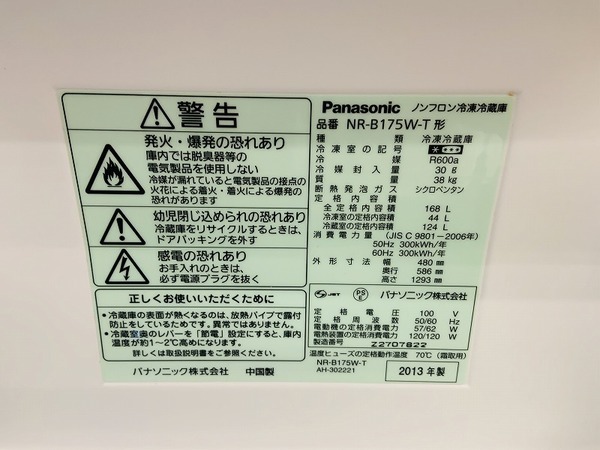 警告
発火・爆発の恐れあり
庫内では脱臭器等の
電気製品を使用しない
冷媒が漏れていると電気製品の接点の
火花による着火・着火による爆発
の恐れがあります
幼児閉じ込められの恐れあり
冷蔵庫をリサイクルするときは、
ドアパッキングを外す
感電の恐れあり
お手入れのときは、
必ず電源プラグを抜く
正しくお使いいただくために
・冷蔵庫の表面が熱くなるのは、放熱パイプで露付
防止をしているためです。異常ではありません。
・冷蔵室奥のレバーを「節電」設定にすると、庫内
温度が約1~2℃高めになります。
詳しくは取扱説明書をご覧ください。
パナソニック株式会社 中国製
Panasonic ノンフロン冷凍冷蔵庫
品番 NR-B175W-T 形
種類 冷凍冷蔵庫
冷凍室の記号 ****
冷媒 R600a
冷媒封入量 30 g
質量 38 kg
断熱発泡ガス シクロペンタン
定格内容積
全定格内容積 168 L
冷凍室の定格内容積 44 L
冷蔵室の定格内容積 124 L
消費電力量 (JIS C 9801-2006年)
50Hz 300kWh/年
60Hz 300kWh/年
外形寸法 幅 480 mm
奥行 586 mm
高さ 1293 mm
JET PS E パナソニック株式会社
定格電圧 100 V
定格周波数 50/60 Hz
電動機の定格消費電力 57/62 W
電熱装置の定格消費電力 120/120 W
製造番号 Z2707822
温度ヒューズの定格動作温度 70℃ (霜取用)
NR-B175W-T
AH-302221
2013 年製